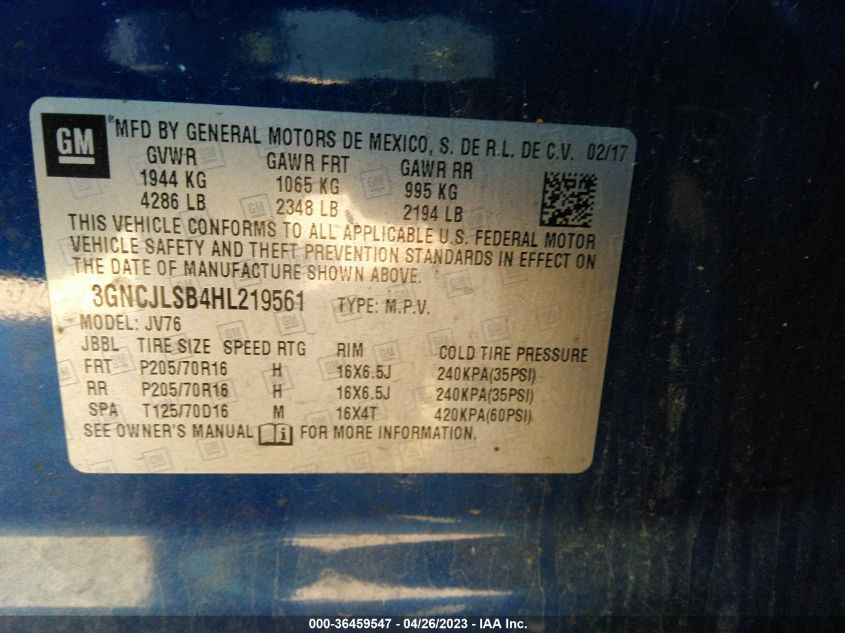 GM
®MFD BY GENERAL MOTORS DE MEXICO, S. DE R.L. DE C.V. 02/17
GVWR GAWR FRT GAWR RR
1944 KG 1065 KG 995 KG
4286 LB 2348 LB 2194 LB
THIS VEHICLE CONFORMS TO ALL APPLICABLE U.S. FEDERAL MOTOR
VEHICLE SAFETY AND THEFT PREVENTION STANDARDS IN EFFECT ON
THE DATE OF MANUFACTURE SHOWN ABOVE.
3GNCJLSB4HL219561 TYPE: M.P.V.
MODEL: JV76
JBBL TIRE SIZE SPEED RTG RIM COLD TIRE PRESSURE
FRT P205/70R16 H 16X6.5J 240KPA(35PSI)
RR P205/70R16 H 16X6.5J 240KPA(35PSI)
SPA T125/70D16 M 16X4T 420KPA(60PSI)
SEE OWNER'S MANUAL i FOR MORE INFORMATION.
000-36459547 - 04/26/2023 - IAA Inc.